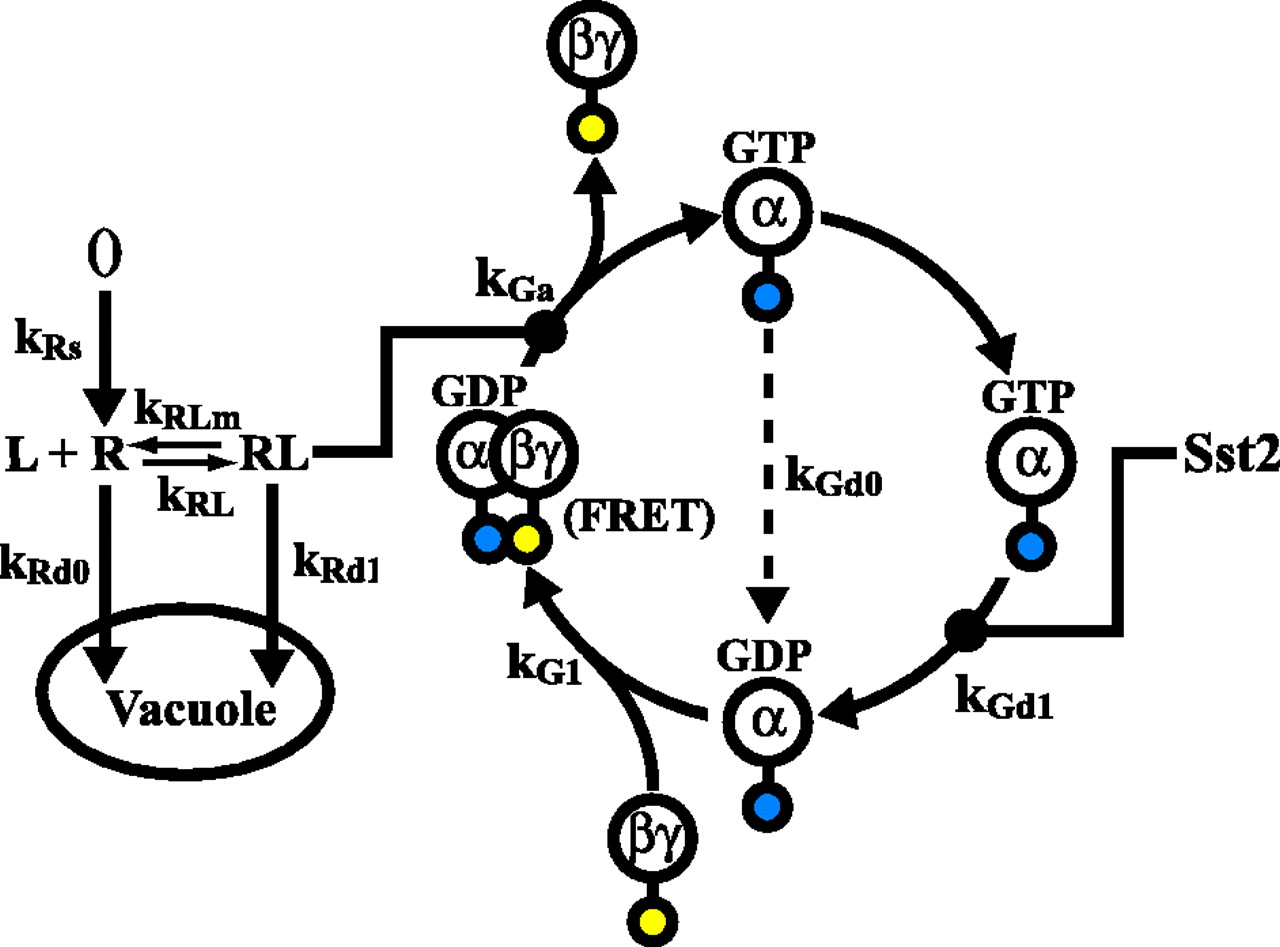 βγ
GTP
α
()
kGa
kRs
GDP
GTP
kRLm
L + R
RL
α
βγ
α
Sst2
kRL
kGd0
(FRET)
kRd0
kRd1
GDP
kG1
kGd1
Vacuole
α
βγ